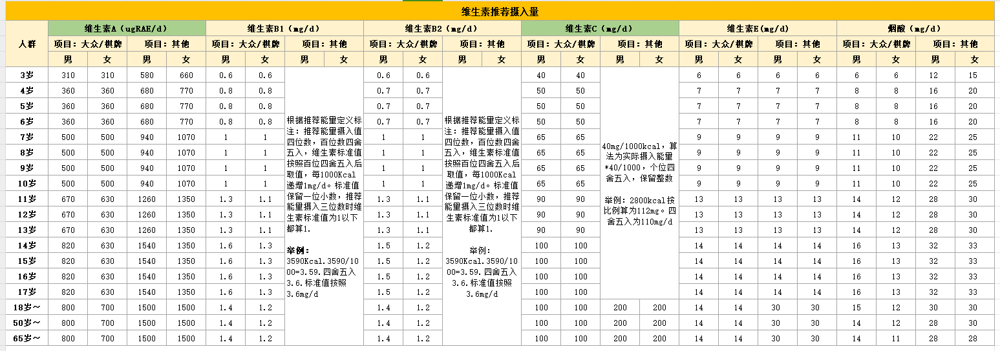 维生素推荐摄入量
人群 维生素A（ugRAE/d） 维生素B1（mg/d） 维生素B2（mg/d） 维生素C（mg/d） 维生素E(mg/d) 烟酸（mg/d）
项目：大众/棋牌 项目：其他 项目：大众/棋牌 项目：其他 项目：大众/棋牌 项目：其他 项目：大众/棋牌 项目：其他 项目：大众/棋牌 项目：其他 项目：大众/棋牌 项目：其他
男 女 男 女 男 女 男 女 男 女 男 女 男 女 男 女 男 女 男 女 男 女 男 女
3岁 310 310 580 660 0.6 0.6 0.6 0.6 40 40 6 6 6 6 6 6 12 15
4岁 360 360 680 770 0.8 0.8 0.7 0.7 50 50 7 7 7 7 8 8 16 20
5岁 360 360 680 770 0.8 0.8 0.7 0.7 50 50 7 7 7 7 8 8 16 20
6岁 360 360 680 770 0.8 0.8 0.7 0.7 50 50 7 7 7 7 8 8 16 20
7岁 500 500 940 1070 1 1 1 1 65 65 9 9 9 9 11 10 22 25
8岁 500 500 940 1070 1 1 1 1 65 65 9 9 9 9 11 10 22 25
9岁 500 500 940 1070 1 1 1 1 65 65 9 9 9 9 11 10 22 25
10岁 500 500 940 1070 1 1 1 1 65 65 9 9 9 9 11 10 22 25
11岁 670 630 1260 1350 1.3 1.1 1.3 1.1 90 90 13 13 13 13 14 12 28 30
12岁 670 630 1260 1350 1.3 1.1 1.3 1.1 90 90 13 13 13 13 14 12 28 30
13岁 670 630 1260 1350 1.3 1.1 1.3 1.1 90 90 13 13 13 13 14 12 28 30
14岁 820 630 1540 1350 1.6 1.3 1.5 1.2 100 100 14 14 14 14 16 13 32 33
15岁 820 630 1540 1350 1.6 1.3 1.5 1.2 100 100 14 14 14 14 16 13 32 33
16岁 820 630 1540 1350 1.6 1.3 1.5 1.2 100 100 14 14 14 14 16 13 32 33
17岁 820 630 1540 1350 1.6 1.3 1.5 1.2 100 100 14 14 14 14 16 13 32 33
18岁～ 800 700 1500 1500 1.4 1.2 1.4 1.2 100 100 200 200 14 14 30 30 15 12 30 30
50岁～ 800 700 1500 1500 1.4 1.2 1.4 1.2 100 100 200 200 14 14 30 30 14 12 28 30
65岁～ 800 700 1500 1500 1.4 1.2 1.4 1.2 100 100 200 200 14 14 30 30 14 11 28 28
根据推荐能量定义标
注：推荐能量摄入值
四位数，百位数四舍
五入，维生素标准值
按照百位四舍五入后
取值，每1000Kcal
递增1mg/d。标准值
保留一位小数，推荐
能量摄入三位数时维
生素标准值为1以下
都算1.
举例：
3590Kcal.3590/10
00=3.59.四舍五入
3.6.标准值按照
3.6mg/d
根据推荐能量定义标
注：推荐能量摄入值
四位数，百位数四舍
五入，维生素标准值
按照百位四舍五入后
取值，每1000Kcal
递增1mg/d。标准值
保留一位小数，推荐
能量摄入三位数时维
生素标准值为1以下
都算1.
举例：
3590Kcal.3590/10
00=3.59.四舍五入
3.6.标准值按照
3.6mg/d
40mg/1000kcal，算
法为实际摄入能量
*40/1000，个位四
舍五入，保留整数
举例：2800kcal按
比例算为112mg。四
舍五入为110mg/d